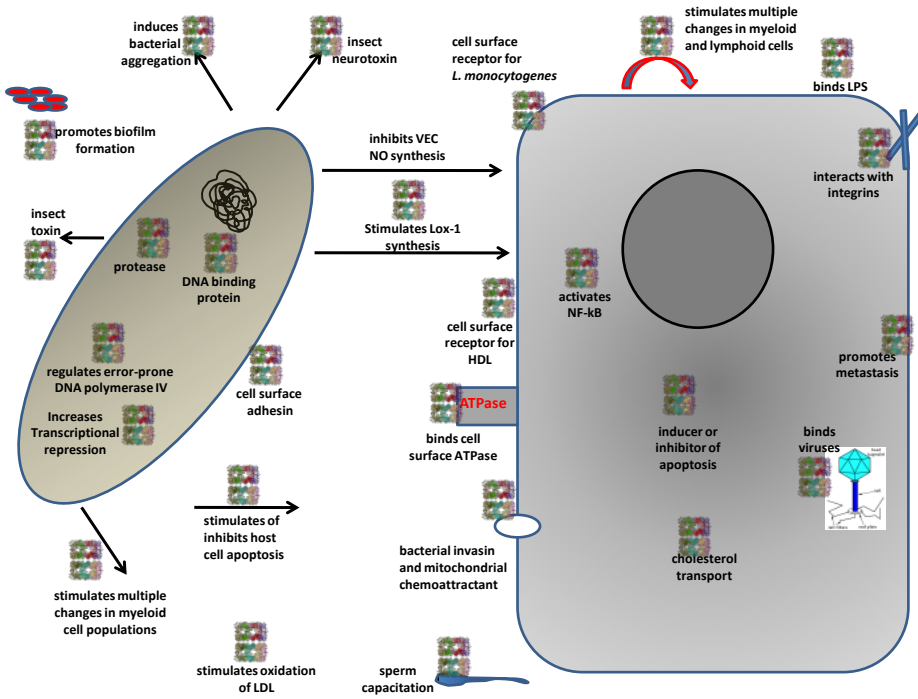 induces
bacterial
aggregation
insect
neurotoxin
cell surface
receptor for
L. monocytogenes
stimulates multiple
changes in myeloid
and lymphoid cells
binds LPS
promotes biofilm
formation
inhibits VEC
NO synthesis
interacts with
integrins
insect
toxin
protease
DNA binding
protein
Stimulates Lox-1
synthesis
activates
NF-kB
cell surface
receptor for
HDL
regulates error-prone
DNA polymerase IV
cell surface
adhesin
promotes
metastasis
Increases
Transcriptional
repression
ATPase
binds cell
surface ATPase
inducer or
inhibitor of
apoptosis
binds
viruses
tail
stimulates of
inhibits host
cell apoptosis
bacterial invasin
and mitochondrial
chemoattractant
cholesterol
transport
stimulates multiple
changes in myeloid
cell populations
stimulates oxidation
of LDL
sperm
capacitation